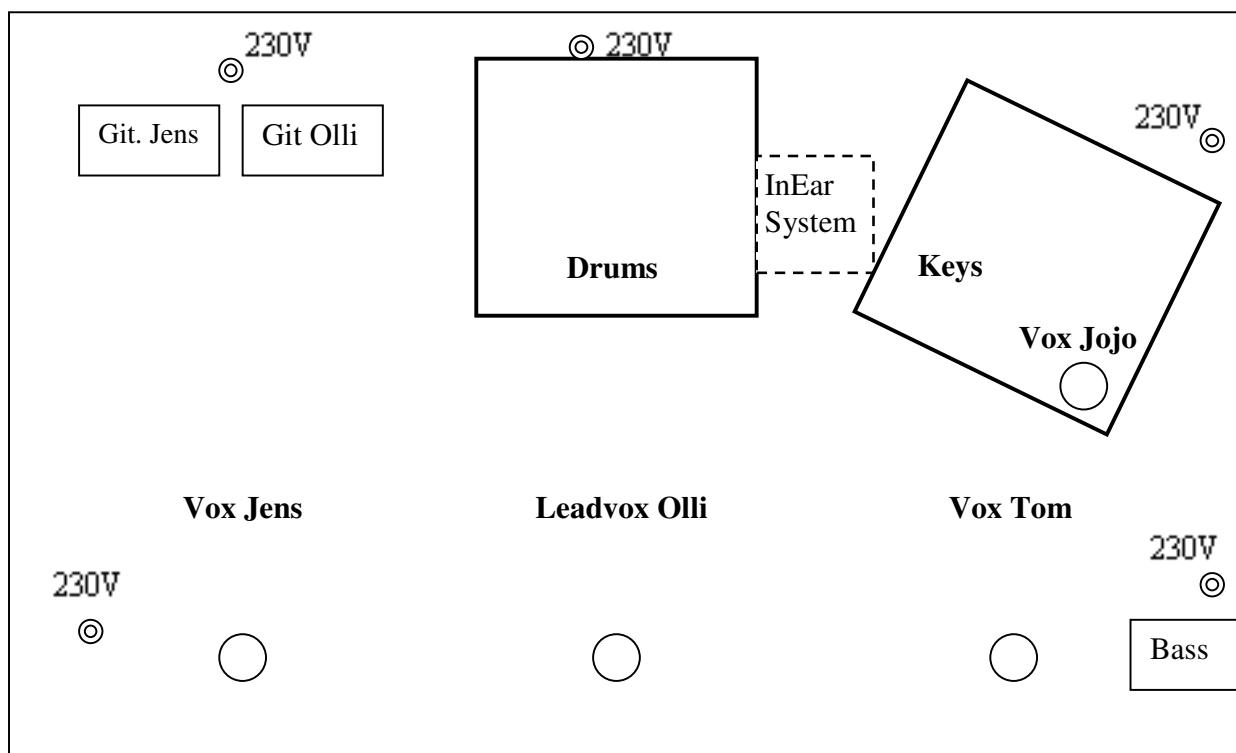 230V
230V
230V
Git. Jens
Git Olli
InEar
System
Drums
Keys
Vox Jojo
Vox Jens
Leadvox Olli
Vox Tom
230V
230V
Bass